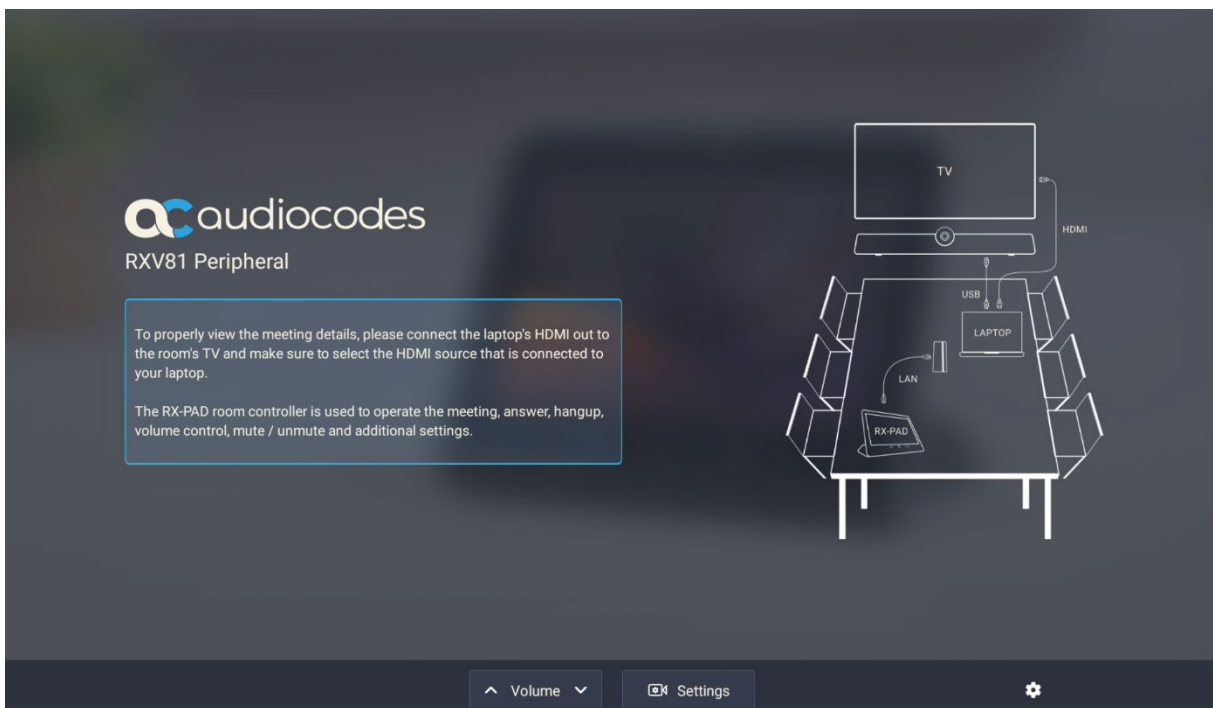 audiocodes
RXV81 Peripheral
To properly view the meeting details, please connect the laptop's HDMI out to
the room's TV and make sure to select the HDMI source that is connected to
your laptop.
The RX-PAD room controller is used to operate the meeting, answer, hangup,
volume control, mute / unmute and additional settings.
TV
HDMI
USB
LAPTOP
LAN
RX-PAD
Volume
Settings